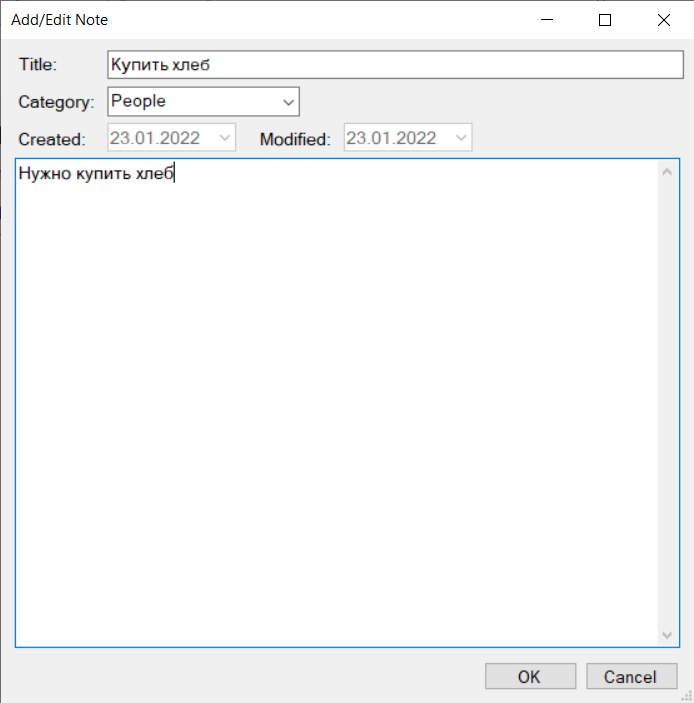 Add/Edit Note
Title: Купить хлеб
Category: People
Created: 23.01.2022 Modified: 23.01.2022
Нужно купить хлеб
OK Cancel